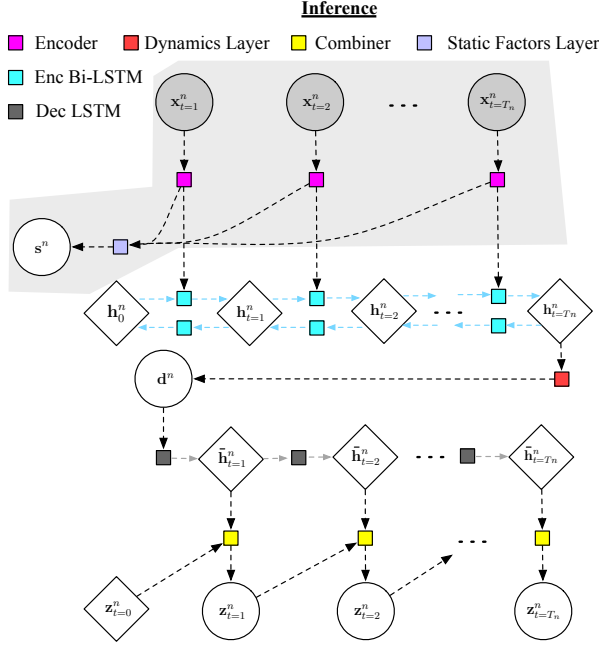 Inference
Encoder Dynamics Layer Combiner Static Factors Layer
Enc Bi-LSTM
Dec LSTM
x^n_{t=1} x^n_{t=2} ... x^n_{t=T_n}
s^n
h^n_0 h^n_{t=1} h^n_{t=2} ... h^n_{t=T_n}
d^n
h̄^n_{t=1} h̄^n_{t=2} ... h̄^n_{t=T_n}
...
z^n_{t=0} z^n_{t=1} z^n_{t=2} z^n_{t=T_n}